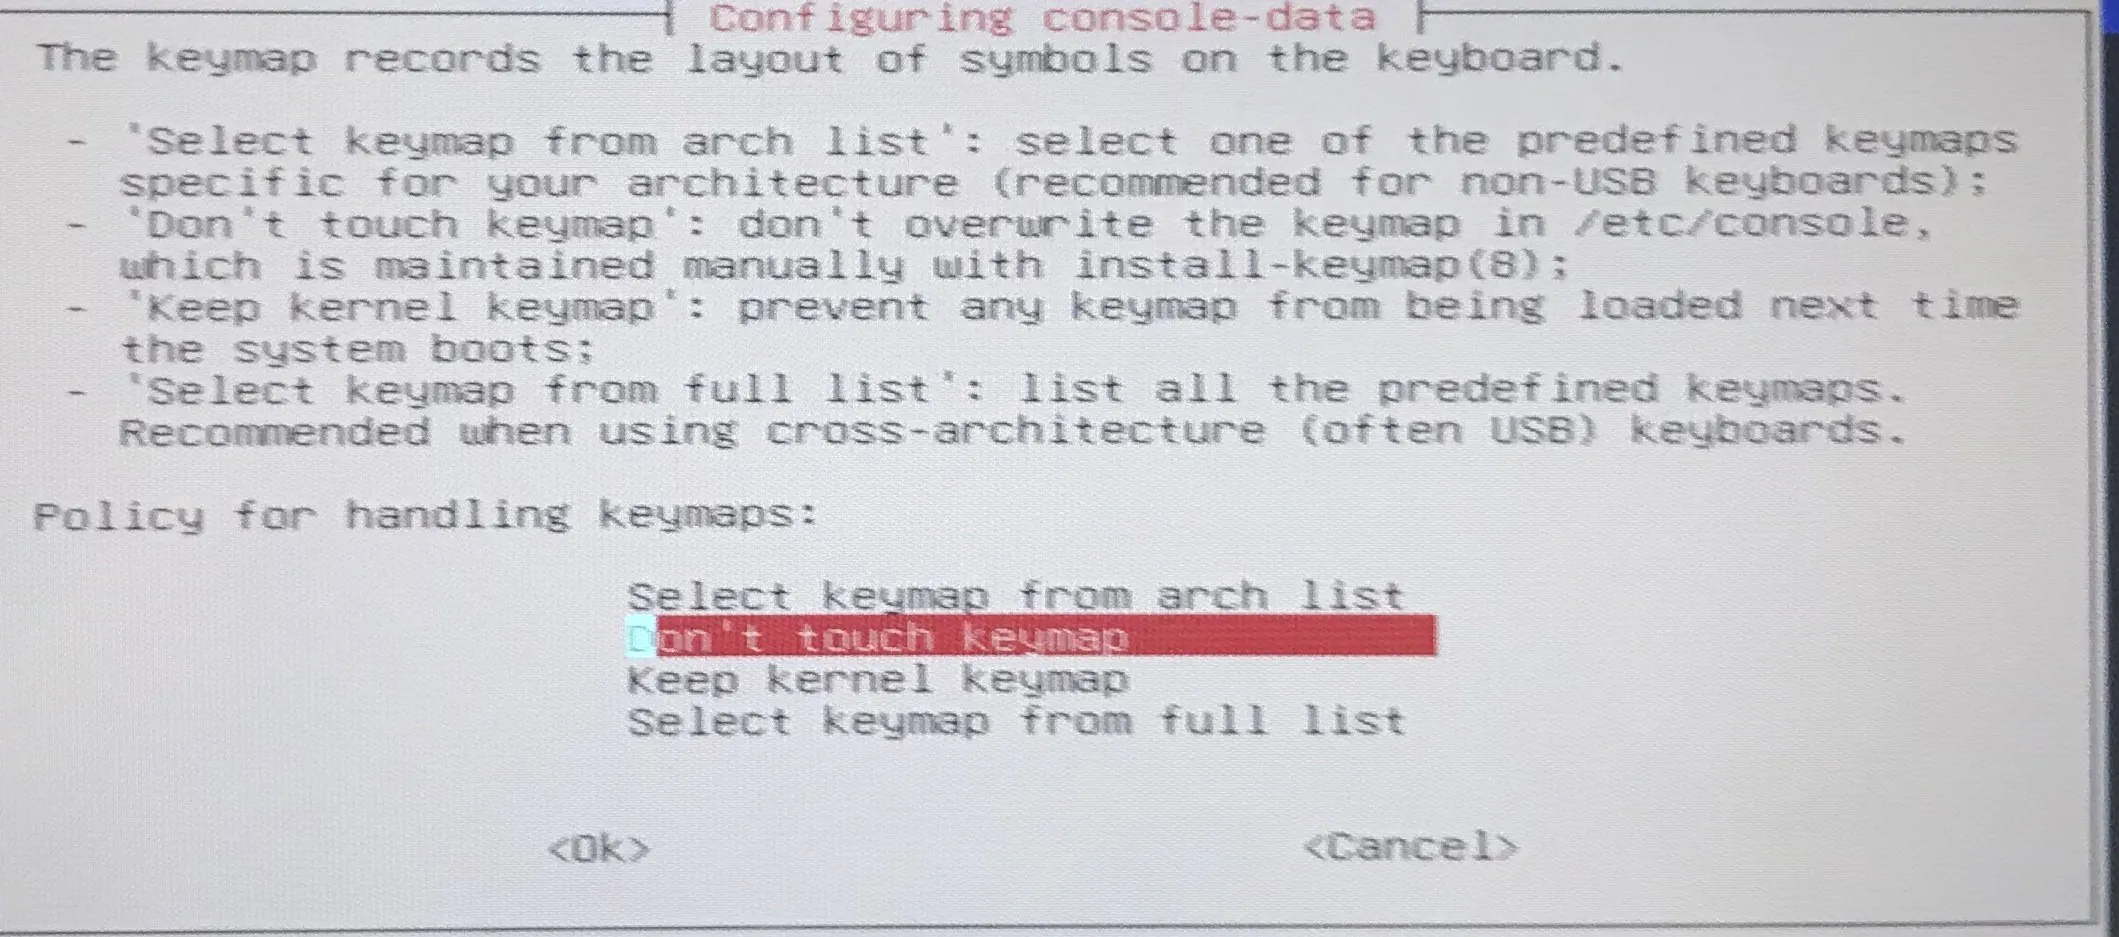 Configuring console-data
The keymap records the layout of symbols on the keyboard.
- 'Select keymap from arch list': select one of the predefined keymaps
specific for your architecture (recommended for non-USB keyboards);
- 'Don't touch keymap': don't overwrite the keymap in /etc/console,
which is maintained manually with install-keymap(8);
- 'Keep kernel keymap': prevent any keymap from being loaded next time
the system boots;
- 'Select keymap from full list': list all the predefined keymaps.
Recommended when using cross-architecture (often USB) keyboards.
Policy for handling keymaps:
Select keymap from arch list
Don't touch keymap
Keep kernel keymap
Select keymap from full list
<Ok> <Cancel>